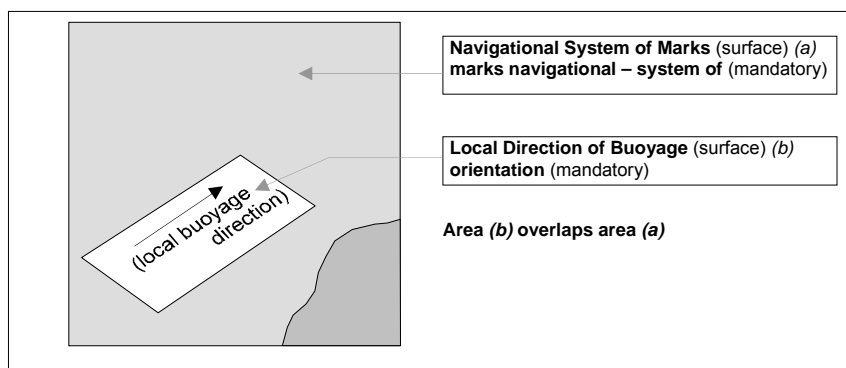 Navigational System of Marks (surface) (a)
marks navigational – system of (mandatory)
Local Direction of Buoyage (surface) (b)
orientation (mandatory)
(local buoyage
direction)
Area (b) overlaps area (a)